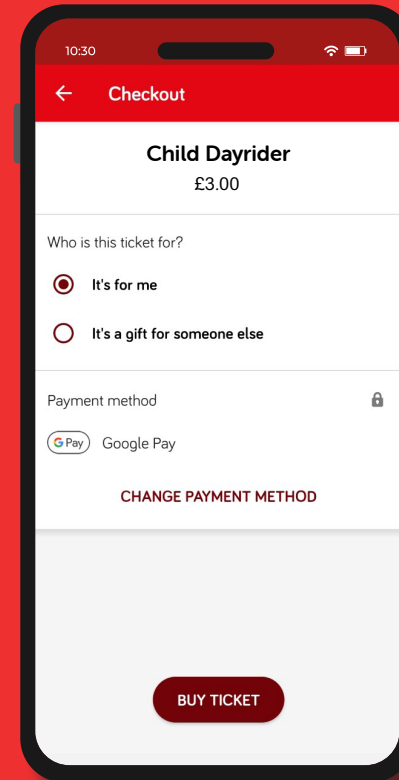 10:30
Checkout
Child Dayrider
£3.00
Who is this ticket for?
It's for me
It's a gift for someone else
Payment method
G Pay Google Pay
CHANGE PAYMENT METHOD
BUY TICKET